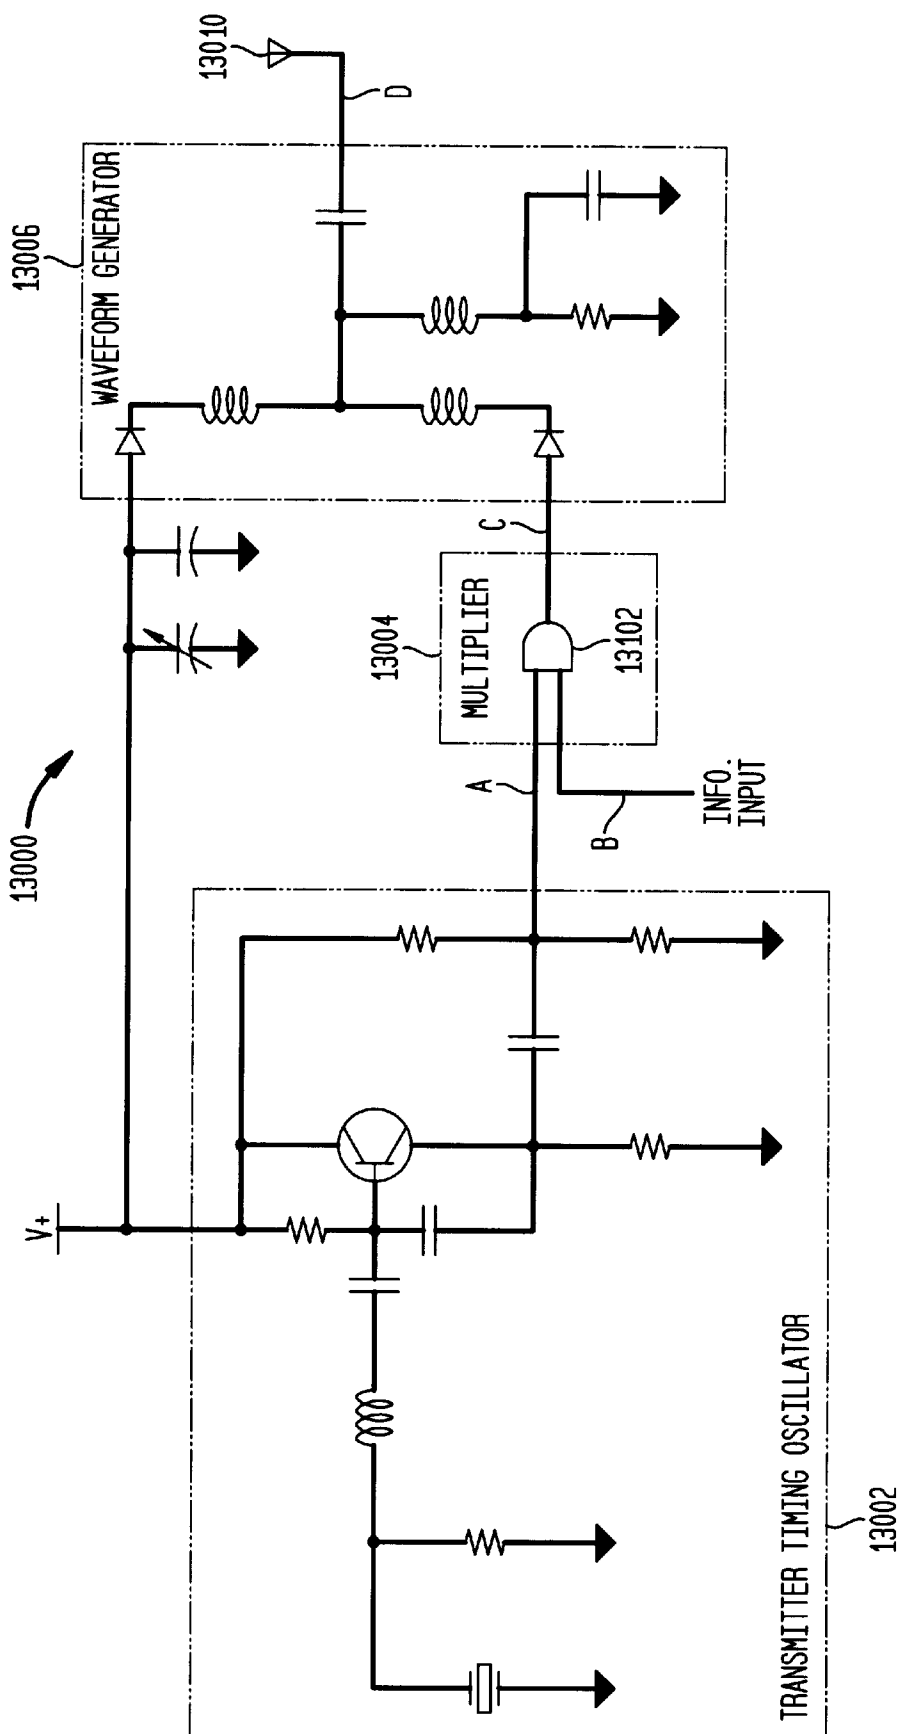 13000
V+
TRANSMITTER TIMING OSCILLATOR
13002
A
B
INFO.
INPUT
13004
MULTIPLIER
13102
C
13006
WAVEFORM GENERATOR
D
13010